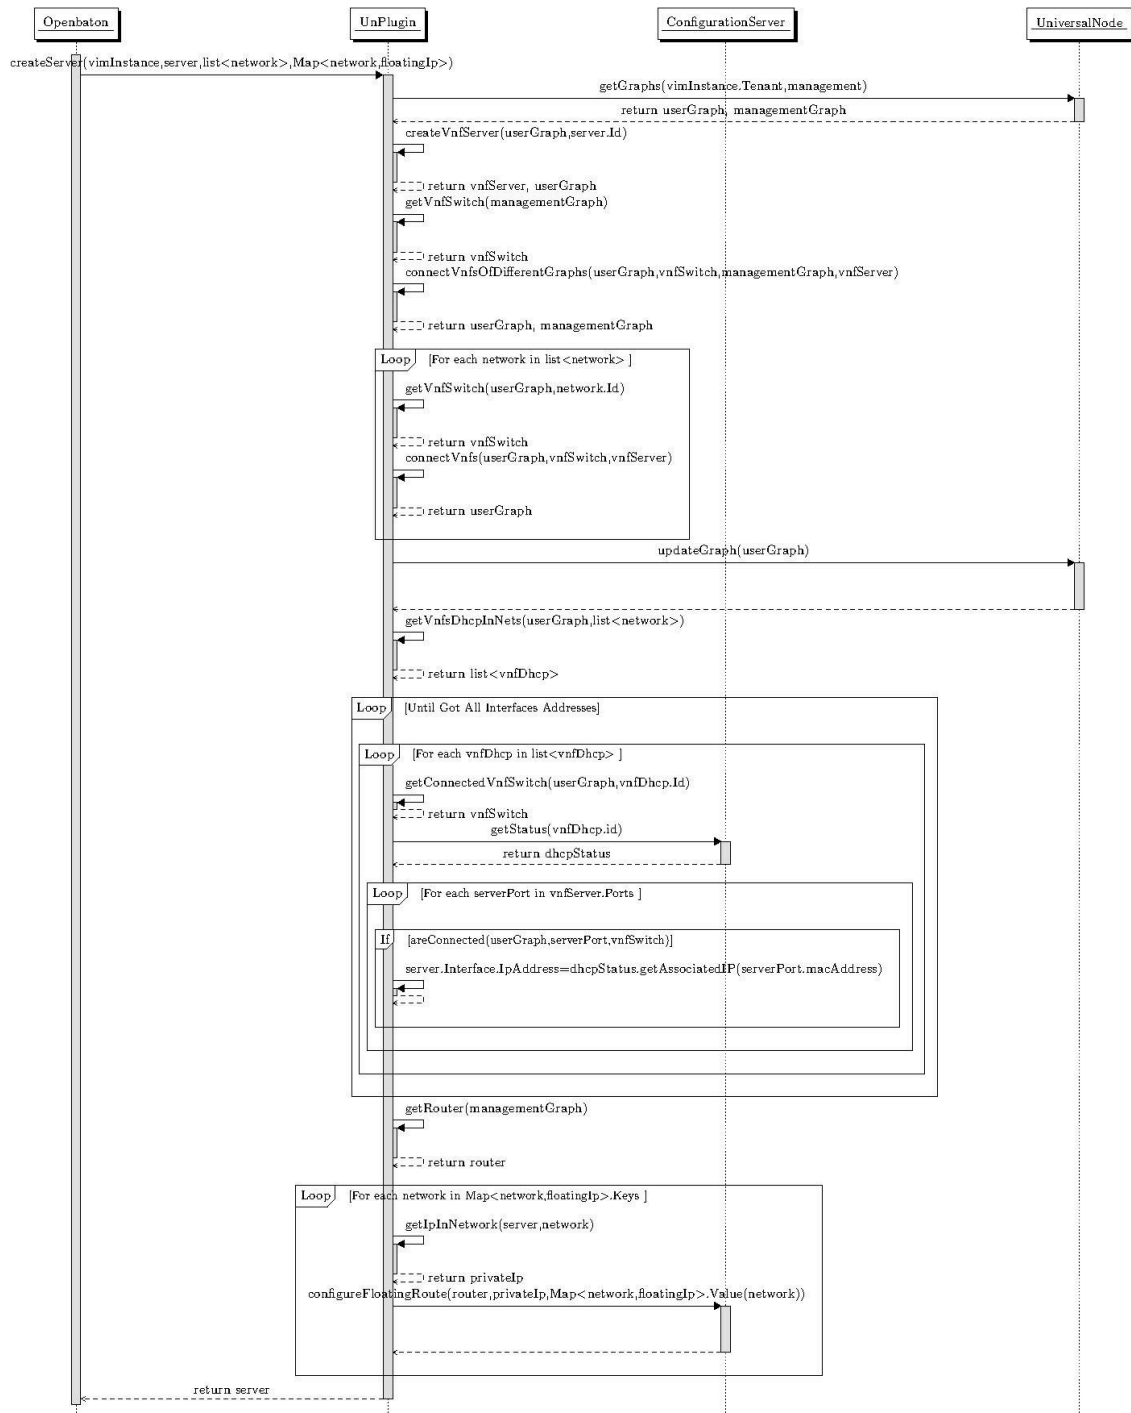 Openbaton
UnPlugin
ConfigurationServer
UniversalNode
createServer(vimInstance,server,list<network>,Map<network,floatingIp>)
getGraphs(vimInstance.Tenant,management)
return userGraph, managementGraph
createVnfServer(userGraph,server.Id)
return vnfServer, userGraph
getVnfSwitch(managementGraph)
return vnfSwitch
connectVnfsOfDifferentGraphs(userGraph,vnfSwitch,managementGraph,vnfServer)
return userGraph, managementGraph
Loop [For each network in list<network> ]
getVnfSwitch(userGraph,network.Id)
return vnfSwitch
connectVnfs(userGraph,vnfSwitch,vnfServer)
return userGraph
updateGraph(userGraph)
getVnfsDhcpInNets(userGraph,list<network>)
return list<vnfDhcp>
Loop [Until Got All Interfaces Addresses]
Loop [For each vnfDhcp in list<vnfDhcp> ]
getConnectedVnfSwitch(userGraph,vnfDhcp.Id)
return vnfSwitch
getStatus(vnfDhcp.id)
return dhcpStatus
Loop [For each serverPort in vnfServer.Ports ]
If [areConnected(userGraph,serverPort,vnfSwitch)]
server.Interface.IpAddress=dhcpStatus.getAssociatedIP(serverPort.macAddress)
getRouter(managementGraph)
return router
Loop [For each network in Map<network,floatingIp>.Keys ]
getIpInNetwork(server,network)
return privateIp
configureFloatingRoute(router,privateIp,Map<network,floatingIp>.Value(network))
return server